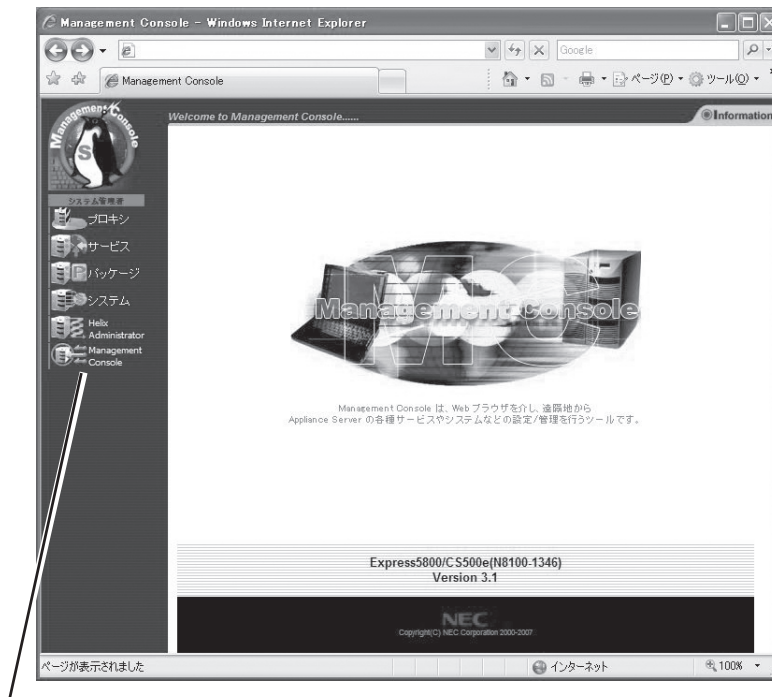 Management Console - Windows Internet Explorer
Google
Management Console
ページ(P)
ツール(O)
Management Console
S
Welcome to Management Console......
Information
システム管理者
プロキシ
サービス
パッケージ
システム
Helix
Administrator
Management
Console
MC
Management Console
Management Console は、Web ブラウザを介し、遠隔地から
Appliance Server の各種サービスやシステムなどの設定/管理を行うツールです。
Express5800/CS500e(N8100-1346)
Version 3.1
NEC
Copyright(C) NEC Corporation 2000-2007
ページが表示されました
インターネット
100%